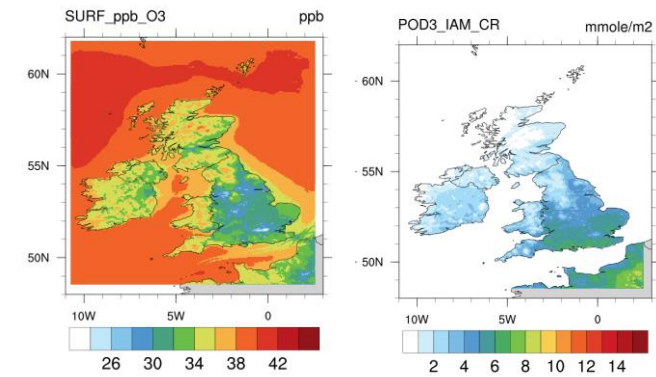 SURF_ppb_O3 ppb
60N
55N
50N
10W 5W 0
26 30 34 38 42
POD3_IAM_CR mmole/m2
60N
55N
50N
10W 5W 0
2 4 6 8 10 12 14